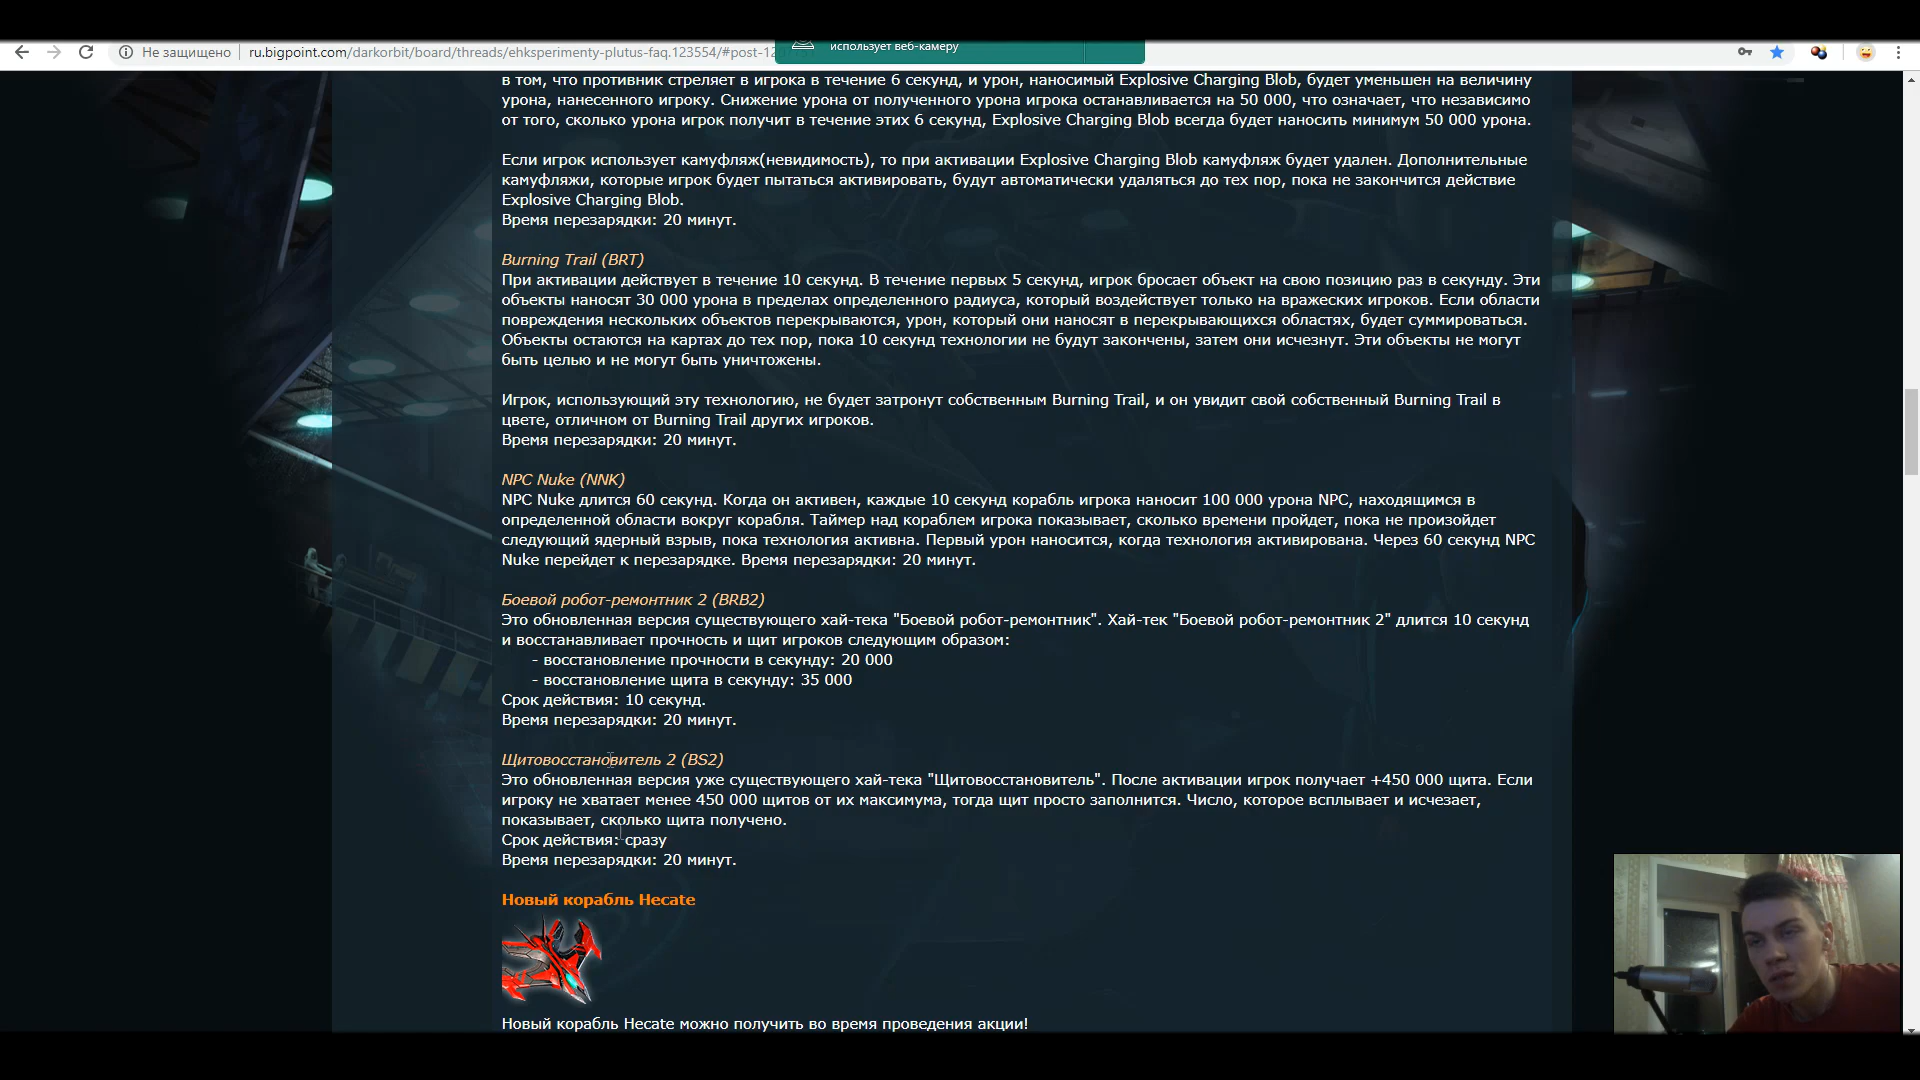 использует веб-камеру
Не защищено
ru.bigpoint.com/darkorbit/board/threads/ehksperimenty-plutus-faq.123554/#post-12
в том, что противник стреляет в игрока в течение 6 секунд, и урон, наносимый Explosive Charging Blob, будет уменьшен на величину
урона, нанесенного игроку. Снижение урона от полученного урона игрока останавливается на 50 000, что означает, что независимо
от того, сколько урона игрок получит в течение этих 6 секунд, Explosive Charging Blob всегда будет наносить минимум 50 000 урона.
Если игрок использует камуфляж(невидимость), то при активации Explosive Charging Blob камуфляж будет удален. Дополнительные
камуфляжи, которые игрок будет пытаться активировать, будут автоматически удаляться до тех пор, пока не закончится действие
Explosive Charging Blob.
Время перезарядки: 20 минут.
Burning Trail (BRT)
При активации действует в течение 10 секунд. В течение первых 5 секунд, игрок бросает объект на свою позицию раз в секунду. Эти
объекты наносят 30 000 урона в пределах определенного радиуса, который воздействует только на вражеских игроков. Если области
повреждения нескольких объектов перекрываются, урон, который они наносят в перекрывающихся областях, будет суммироваться.
Объекты остаются на картах до тех пор, пока 10 секунд технологии не будут закончены, затем они исчезнут. Эти объекты не могут
быть целью и не могут быть уничтожены.
Игрок, использующий эту технологию, не будет затронут собственным Burning Trail, и он увидит свой собственный Burning Trail в
цвете, отличном от Burning Trail других игроков.
Время перезарядки: 20 минут.
NPC Nuke (NNK)
NPC Nuke длится 60 секунд. Когда он активен, каждые 10 секунд корабль игрока наносит 100 000 урона NPC, находящимся в
определенной области вокруг корабля. Таймер над кораблем игрока показывает, сколько времени пройдет, пока не произойдет
следующий ядерный взрыв, пока технология активна. Первый урон наносится, когда технология активирована. Через 60 секунд NPC
Nuke перейдет к перезарядке. Время перезарядки: 20 минут.
Боевой робот-ремонтник 2 (BRB2)
Это обновленная версия существующего хай-тека "Боевой робот-ремонтник". Хай-тек "Боевой робот-ремонтник 2" длится 10 секунд
и восстанавливает прочность и щит игроков следующим образом:
- восстановление прочности в секунду: 20 000
- восстановление щита в секунду: 35 000
Срок действия: 10 секунд.
Время перезарядки: 20 минут.
Щитовосстановитель 2 (BS2)
Это обновленная версия уже существующего хай-тека "Щитовосстановитель". После активации игрок получает +450 000 щита. Если
игроку не хватает менее 450 000 щитов от их максимума, тогда щит просто заполнится. Число, которое всплывает и исчезает,
показывает, сколько щита получено.
Срок действия: сразу
Время перезарядки: 20 минут.
Новый корабль Hecate
Новый корабль Hecate можно получить во время проведения акции!